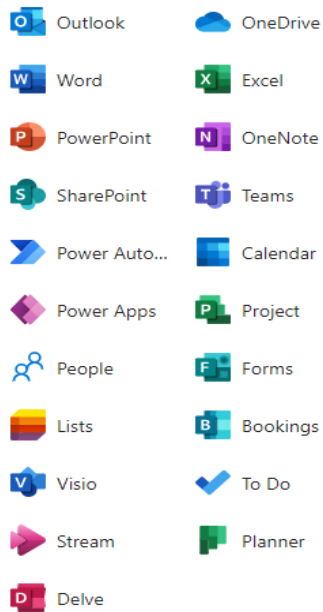 Outlook OneDrive
Word Excel
PowerPoint OneNote
SharePoint Teams
Power Auto... Calendar
Power Apps Project
People Forms
Lists Bookings
Visio To Do
Stream Planner
Delve